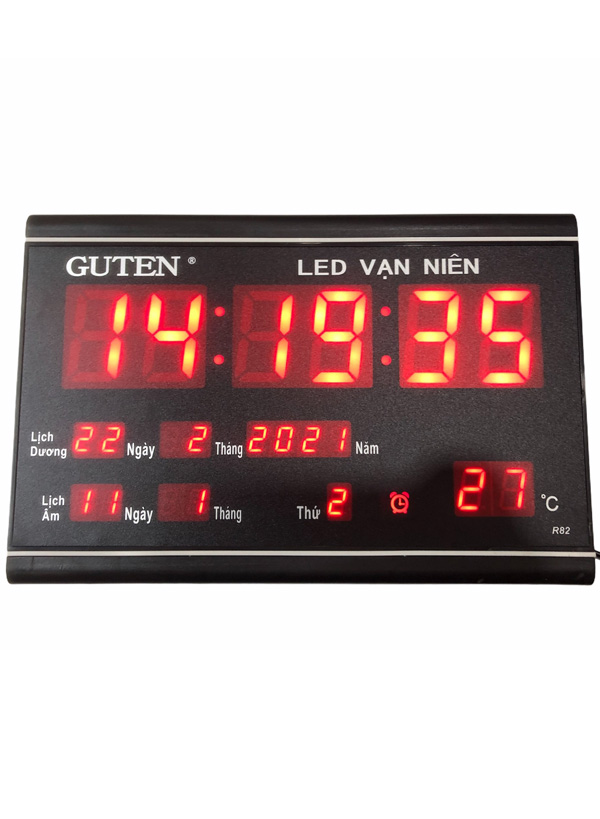 GUTEN ® LED VẠN NIÊN
14:19:35
Lịch Dương 22 Ngày 2 Tháng 2021 Năm
Lịch Âm 11 Ngày 1 Tháng Thứ 2 27 °C
R82